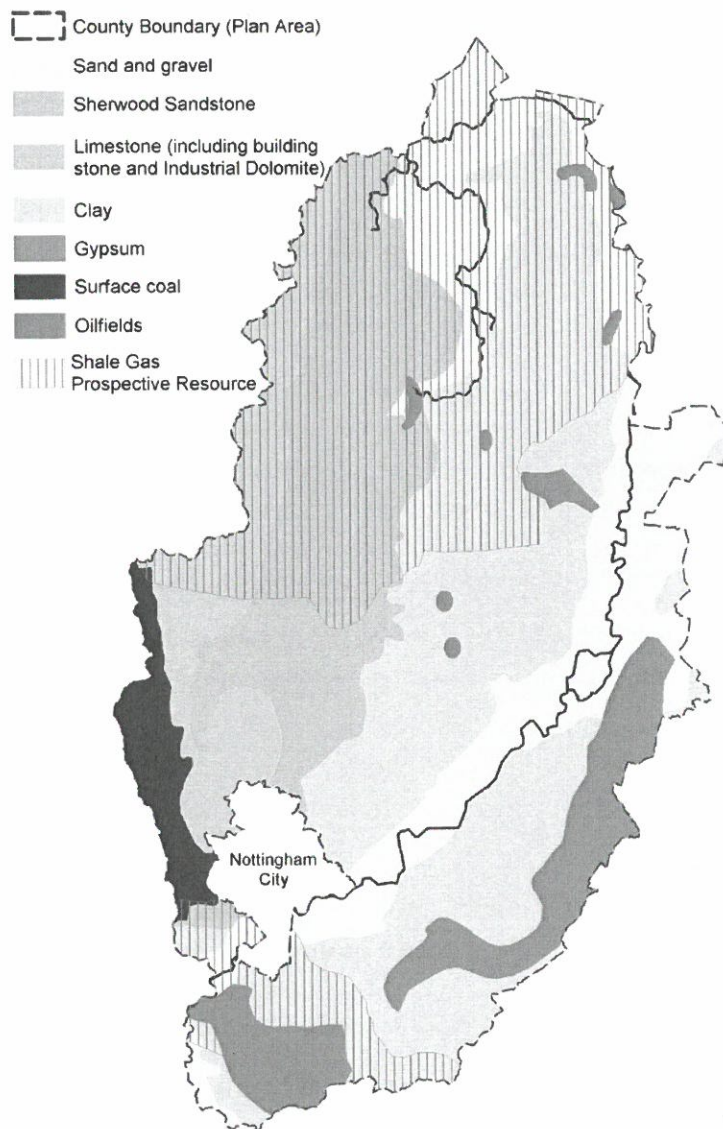 County Boundary (Plan Area)
Sand and gravel
Sherwood Sandstone
Limestone (including building
stone and Industrial Dolomite)
Clay
Gypsum
Surface coal
Oilfields
Shale Gas
Prospective Resource
Nottingham
City